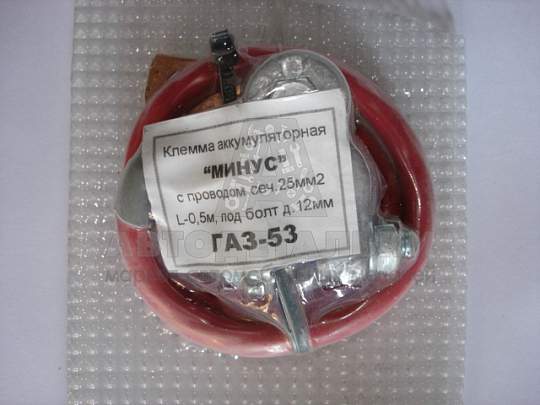 Клемма аккумуляторная
"МИНУС"
с проводом сеч.25мм2
L-0,5м, под болт д.12мм
ГАЗ-53